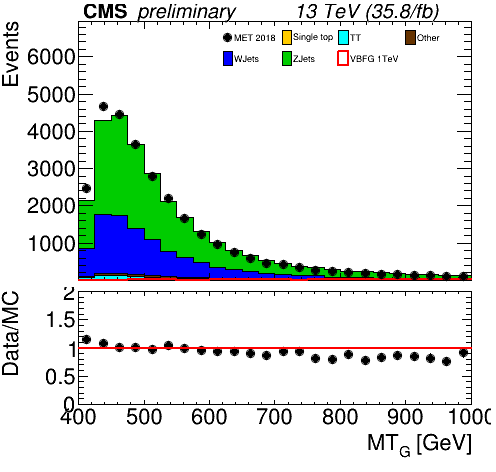 CMS preliminary 13 TeV (35.8/fb)
Events
MET 2018 Single top TT Other
WJets ZJets VBFG 1TeV
6000
5000
4000
3000
2000
1000
Data/MC
2
1.5
1
0.5
0
400 500 600 700 800 900 1000
MT_G [GeV]